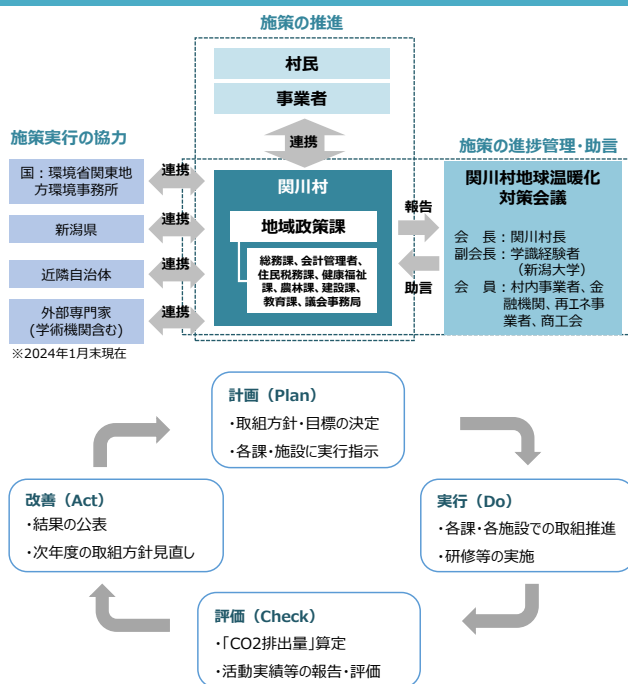 施策の推進
村民
事業者
連携
施策実行の協力
国：環境省関東地
方環境事務所
新潟県
近隣自治体
外部専門家
(学術機関含む)
※2024年1月末現在
連携
連携
連携
連携
関川村
地域政策課
総務課、会計管理者、
住民税務課、健康福祉
課、農林課、建設課、
教育課、議会事務局
報告
助言
施策の進捗管理・助言
関川村地球温暖化
対策会議
会　長：関川村長
副会長：学識経験者
（新潟大学）
会　員：村内事業者、金
融機関、再エネ事
業者、商工会
計画（Plan）
・取組方針・目標の決定
・各課・施設に実行指示
改善（Act）
・結果の公表
・次年度の取組方針見直し
実行（Do）
・各課・各施設での取組推進
・研修等の実施
評価（Check）
・「CO2排出量」算定
・活動実績等の報告・評価